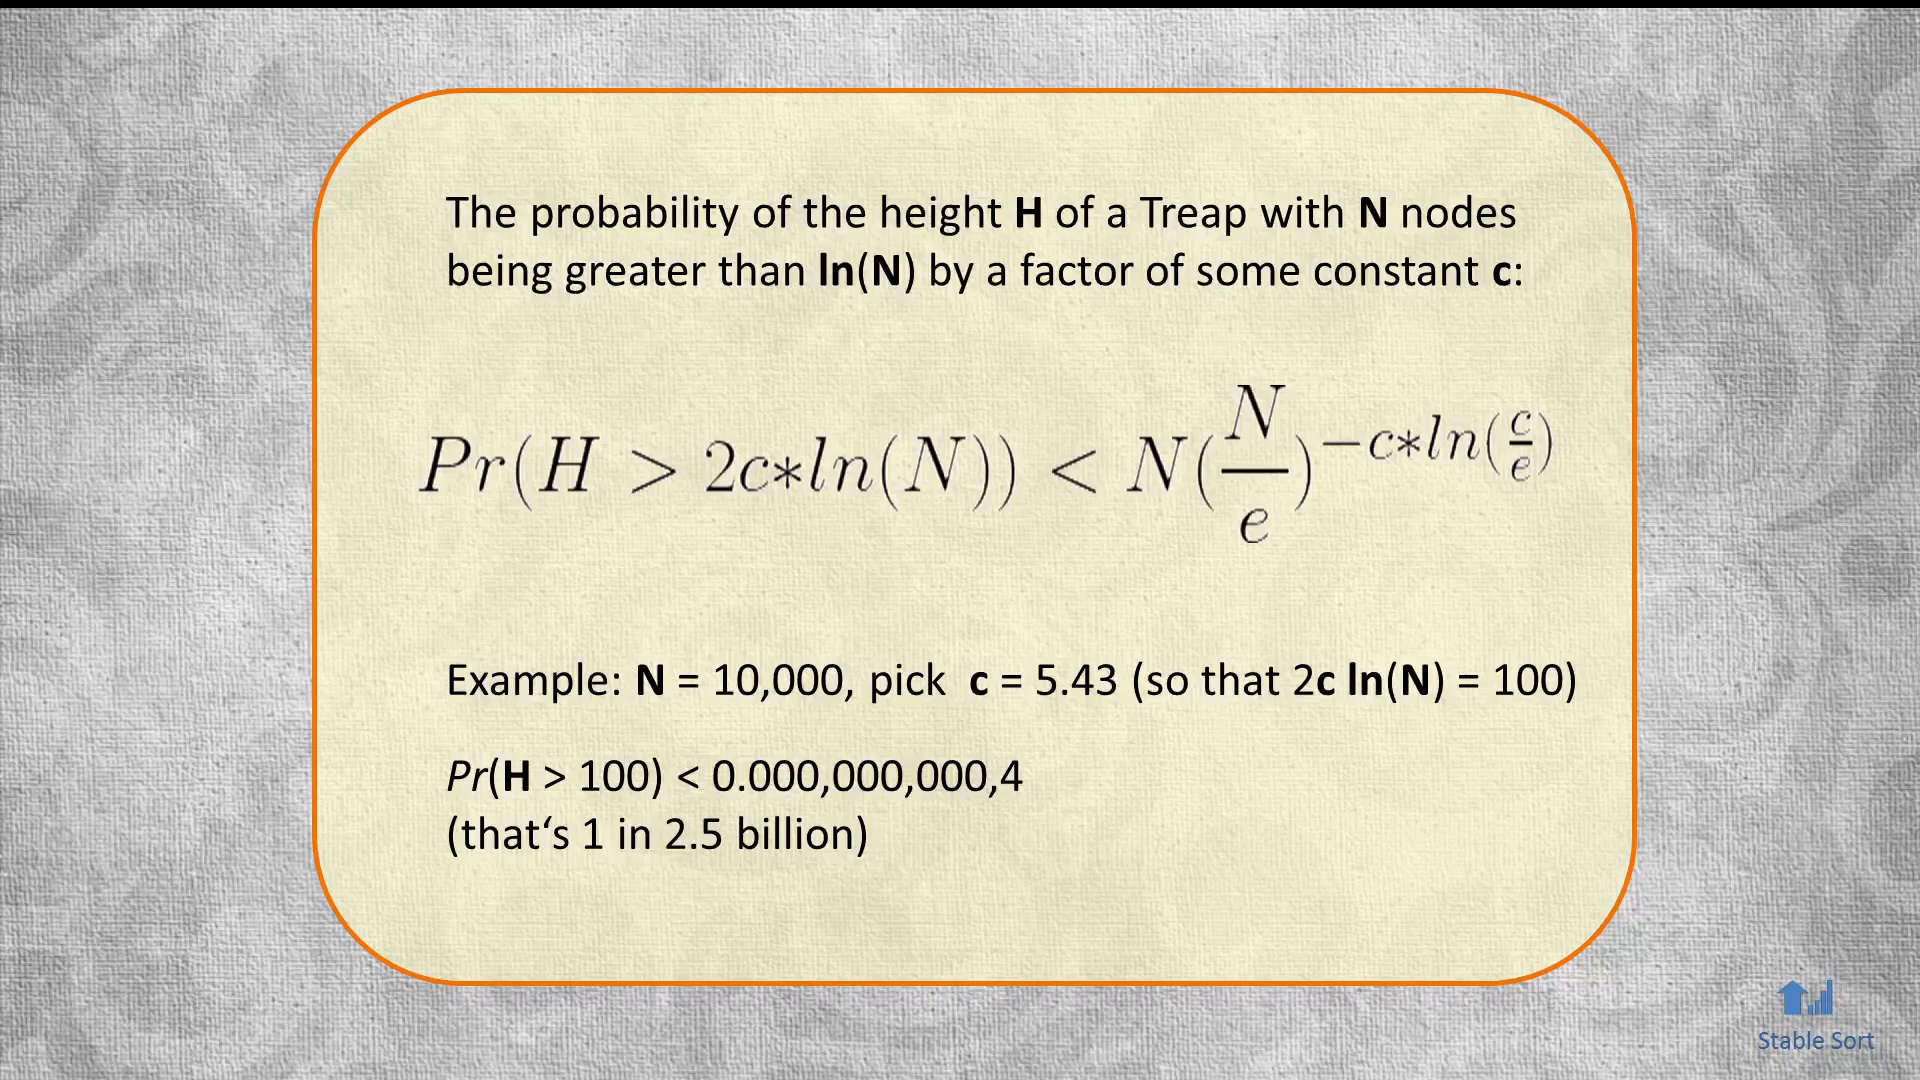 The probability of the height H of a Treap with N nodes
being greater than ln(N) by a factor of some constant c:
Pr(H > 2c*ln(N)) < N(N/e)^{-c*ln(c/e)}
Example: N = 10,000, pick c = 5.43 (so that 2c ln(N) = 100)
Pr(H > 100) < 0.000,000,000,4
(that‘s 1 in 2.5 billion)
Stable Sort